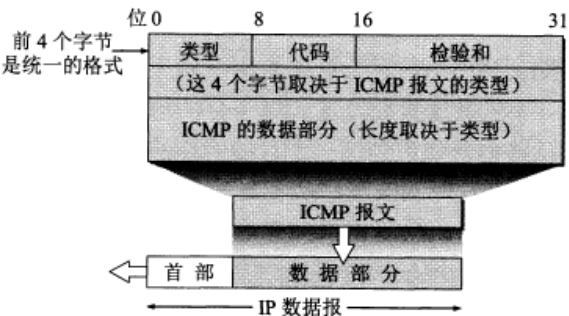 位 0 8 16 31
前 4 个字节
是统一的格式
类型 代码 检验和
（这 4 个字节取决于 ICMP 报文的类型）
ICMP 的数据部分（长度取决于类型）
ICMP 报文
首 部 数 据 部 分
IP 数据报